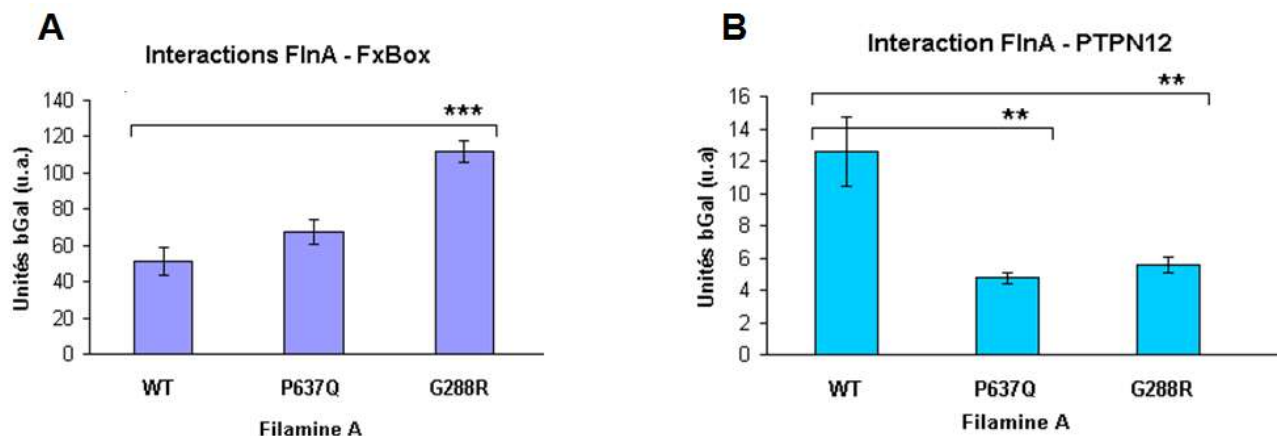 A
Interactions FlnA - FxBox
Unités bGal (u.a.)
140
120
100
80
60
40
20
0
***
WT P637Q G288R
Filamine A
B
Interaction FlnA - PTPN12
Unités bGal (u.a)
16
14
12
10
8
6
4
2
0
**
**
WT P637Q G288R
Filamine A